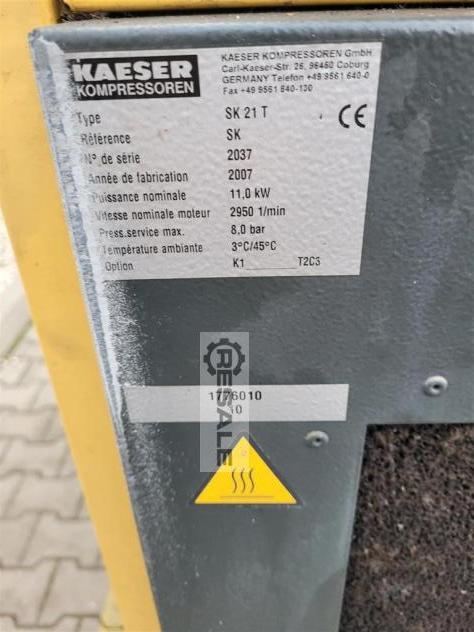 KAESER
KOMPRESSOREN
KAESER KOMPRESSOREN GmbH
Carl-Kaeser-Str. 26, 96450 Coburg
GERMANY Telefon +49 9561 640-0
Fax +49 9561 640-130
CE
Type SK 21 T
Référence SK
N° de série 2037
Année de fabrication 2007
Puissance nominale 11,0 kW
Vitesse nominale moteur 2950 1/min
Press.service max. 8,0 bar
Température ambiante 3°C/45°C
Option K1______T2C3
1776010
10
RESALE